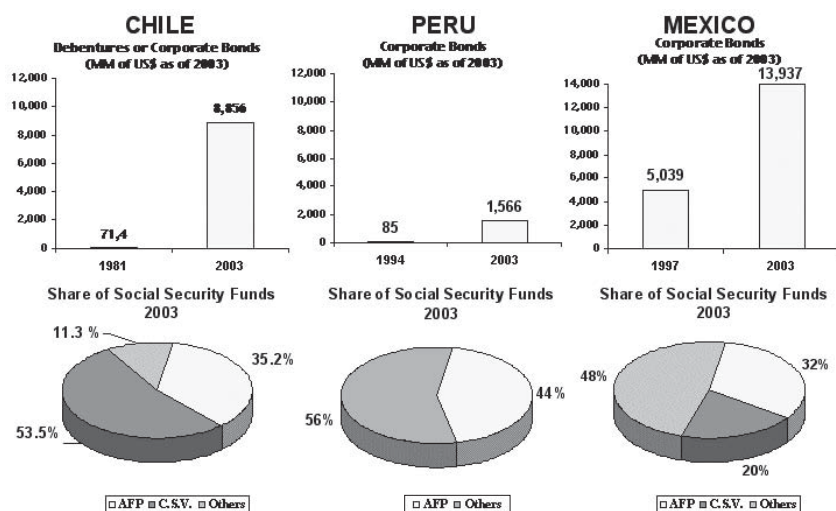 CHILE
Debentures or Corporate Bonds
(MM of US$ as of 2003)
12,000
10,000
8,000
6,000
4,000
2,000
0
8,856
71,4
1981 2003
Share of Social Security Funds
2003
11.3 %
35.2%
53.5%
AFP C.S.V. Others
PERU
Corporate Bonds
(MM of US$ as of 2003)
12,000
10,000
8,000
6,000
4,000
2,000
0
85
1,566
1994 2003
Share of Social Security Funds
2003
44%
56%
AFP Others
MEXICO
Corporate Bonds
(MM of US$ as of 2003)
14,000
12,000
10,000
8,000
6,000
4,000
2,000
0
13,937
5,039
1997 2003
Share of Social Security Funds
2003
48%
32%
20%
AFP C.S.V. Others